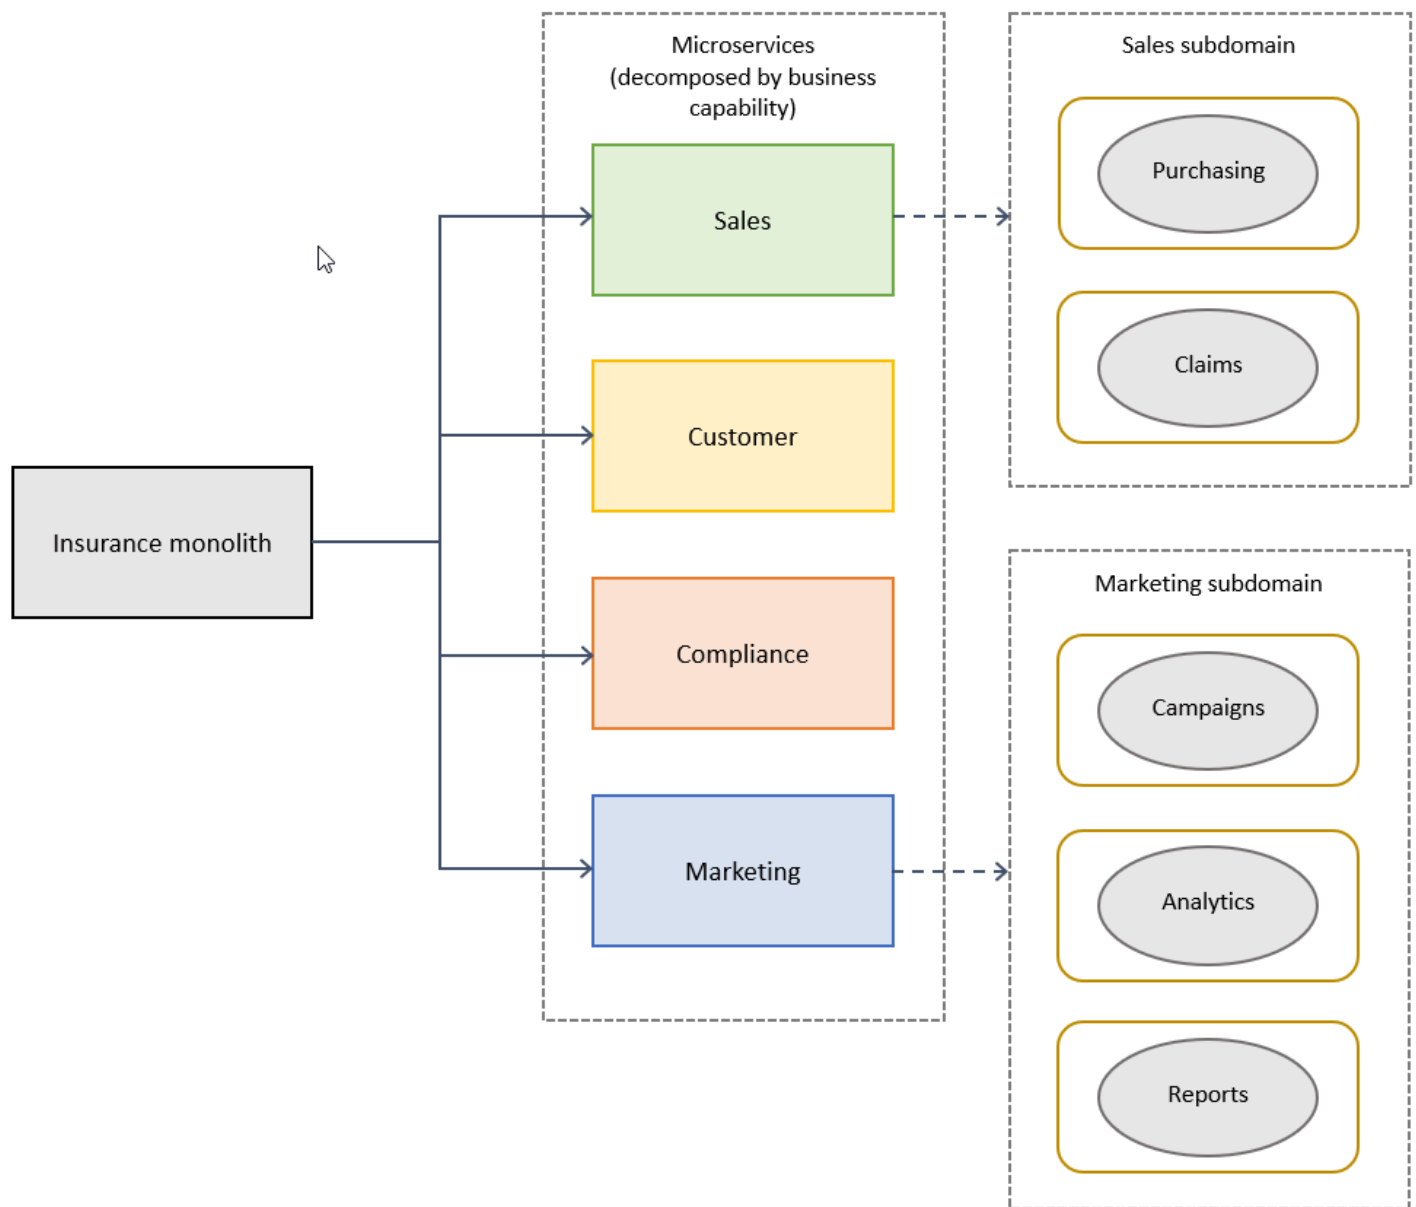 Microservices
(decomposed by business
capability)
Sales
Customer
Compliance
Marketing
Insurance monolith
Sales subdomain
Purchasing
Claims
Marketing subdomain
Campaigns
Analytics
Reports